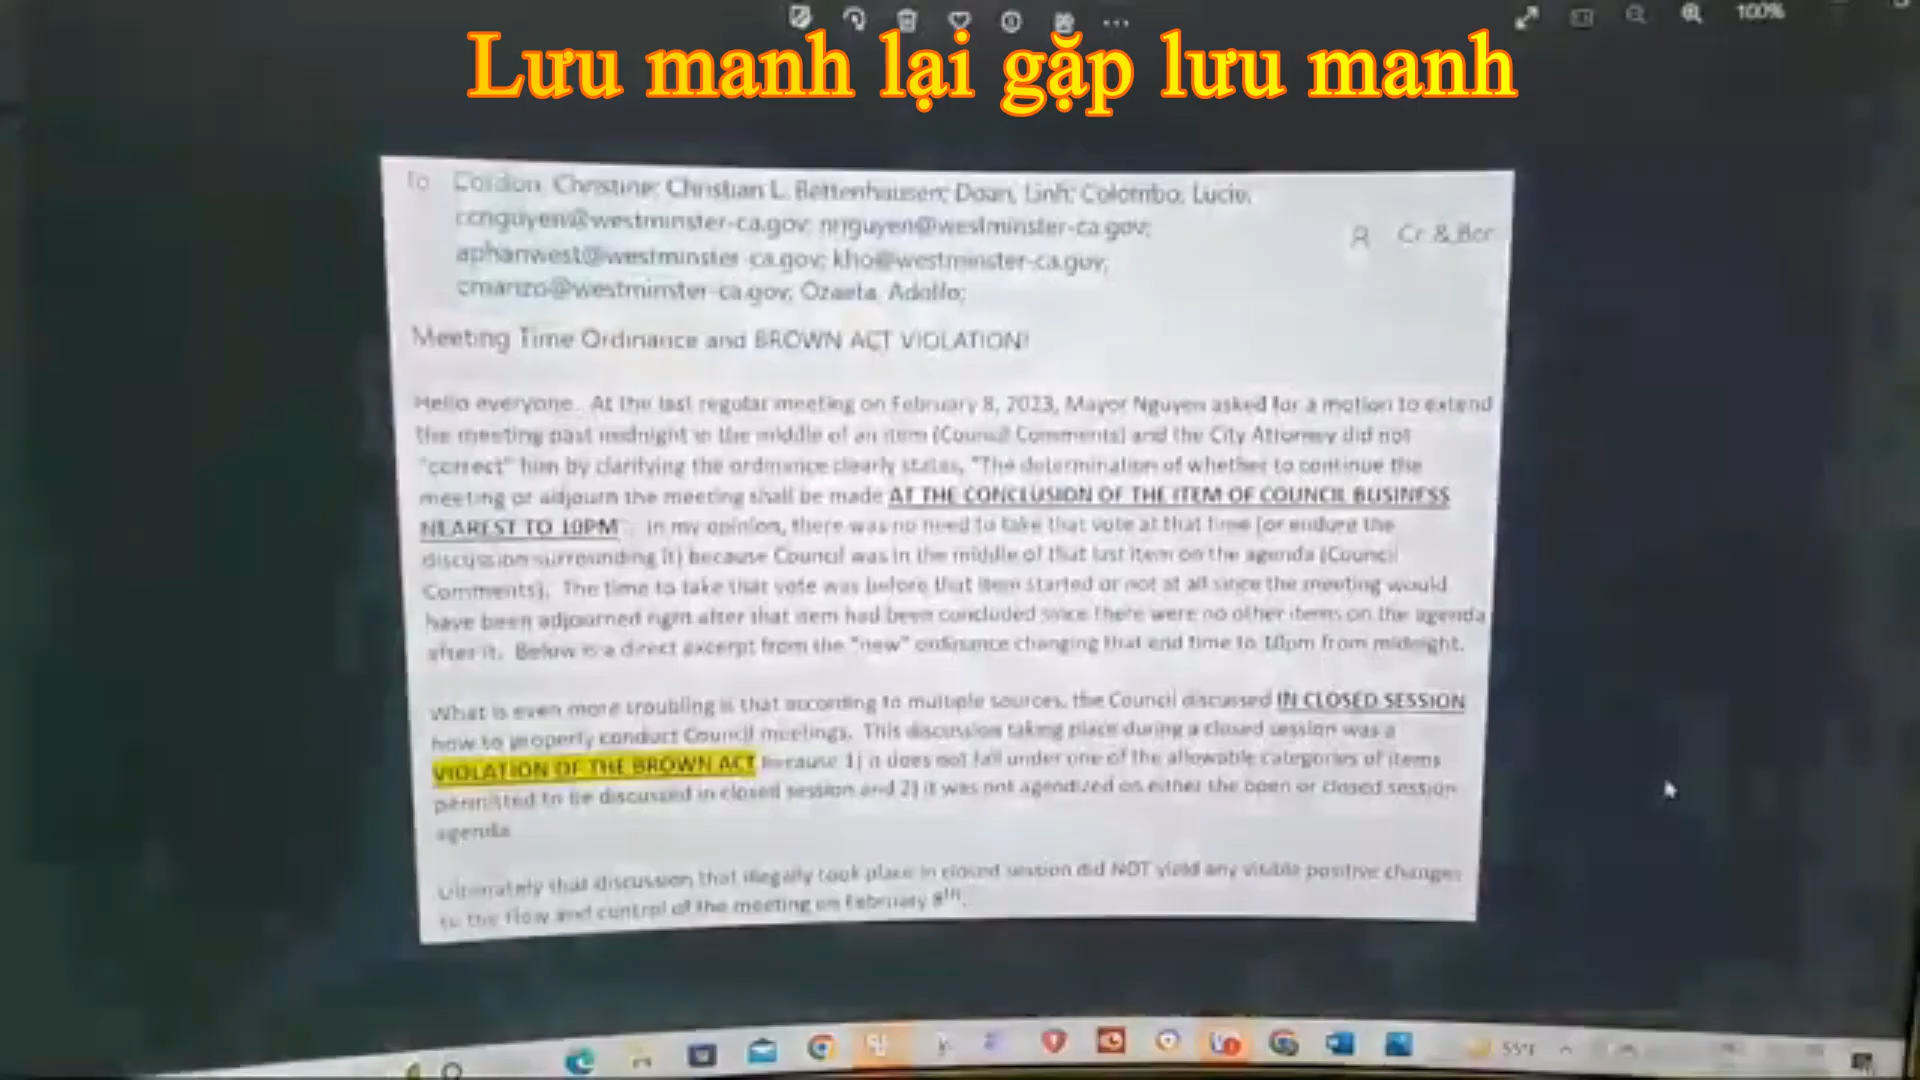 100%
Lưu manh lại gặp lưu manh
To Cordon, Christine; Christian L. Bettenhausen; Doan, Linh; Colombo, Lucie;
ccnguyen@westminster-ca.gov; nnguyen@westminster-ca.gov;
Cc & Bcc
aphanwest@westminster-ca.gov; kho@westminster-ca.gov;
cmanzo@westminster-ca.gov; Ozaeta, Adolfo;
Meeting Time Ordinance and BROWN ACT VIOLATION!
Hello everyone. At the last regular meeting on February 8, 2023, Mayor Nguyen asked for a motion to extend
the meeting past midnight in the middle of an item (Council Comments) and the City Attorney did not
"correct" him by clarifying the ordinance clearly states, "The determination of whether to continue the
meeting or adjourn the meeting shall be made AT THE CONCLUSION OF THE ITEM OF COUNCIL BUSINESS
NEAREST TO 10PM". In my opinion, there was no need to take that vote at that time (or endure the
discussion surrounding it) because Council was in the middle of that last item on the agenda (Council
Comments). The time to take that vote was before that item started or not at all since the meeting would
have been adjourned right after that item had been concluded since there were no other items on the agenda
after it. Below is a direct excerpt from the "new" ordinance changing that end time to 10pm from midnight.
What is even more troubling is that according to multiple sources, the Council discussed IN CLOSED SESSION
how to properly conduct Council meetings. This discussion taking place during a closed session was a
VIOLATION OF THE BROWN ACT because 1) it does not fall under one of the allowable categories of items
permitted to be discussed in closed session and 2) it was not agendized on either the open or closed session
agenda.
Ultimately that discussion that illegally took place in closed session did NOT yield any visible positive changes
to the flow and control of the meeting on February 8th.
55°F